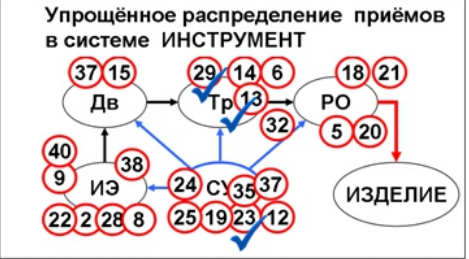 Упрощённое распределение приёмов
в системе ИНСТРУМЕНТ
37 15 29 14 6 18 21
Дв Тр 13 РО
32 5 20
40
9 ИЭ 38 24 СУ 35 37 ИЗДЕЛИЕ
22 2 28 8 25 19 23 12